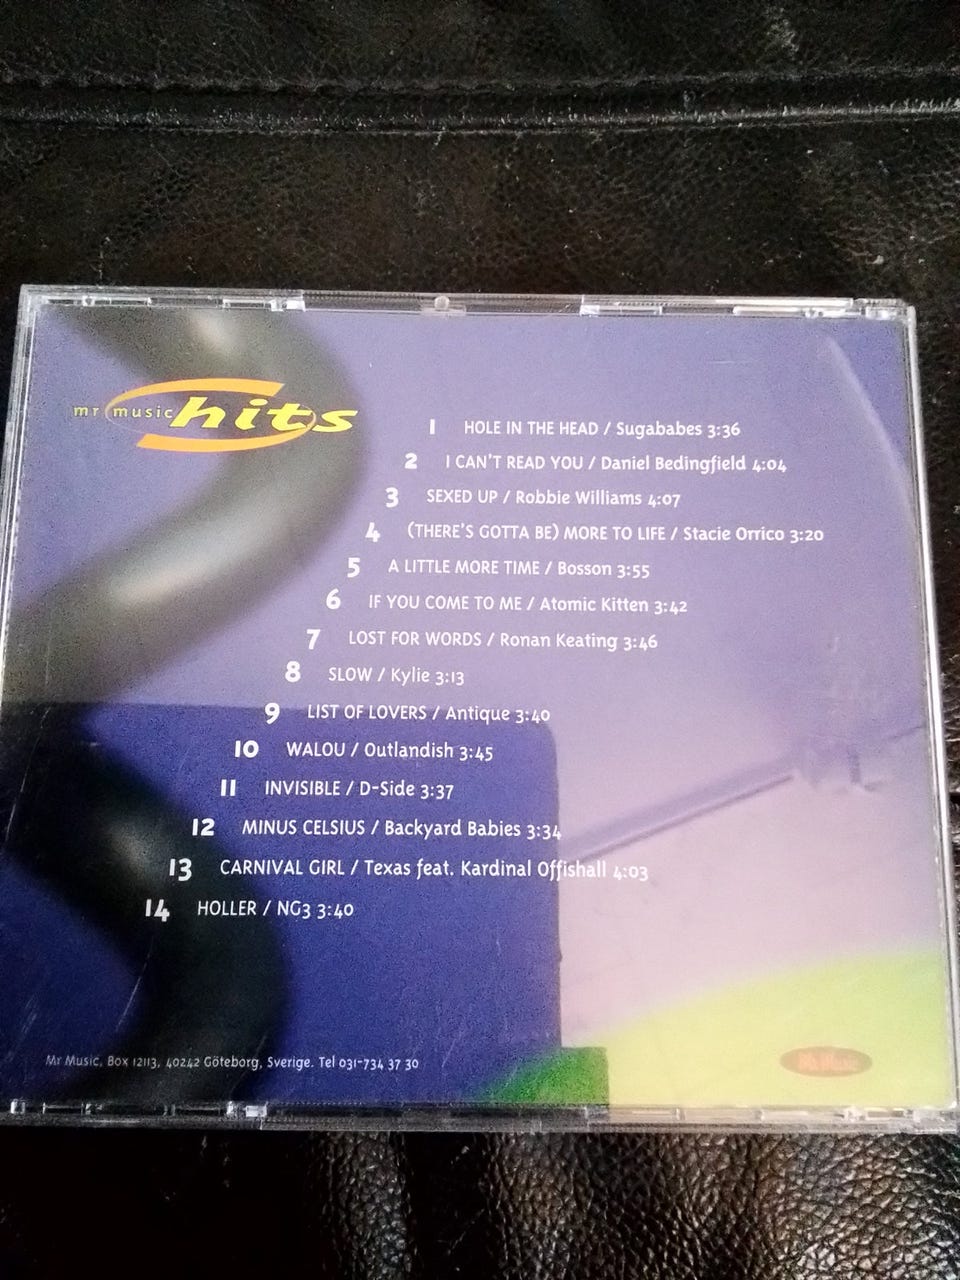 mr music hits
1 HOLE IN THE HEAD / Sugababes 3:36
2 I CAN'T READ YOU / Daniel Bedingfield 4:04
3 SEXED UP / Robbie Williams 4:07
4 (THERE'S GOTTA BE) MORE TO LIFE / Stacie Orrico 3:20
5 A LITTLE MORE TIME / Bosson 3:55
6 IF YOU COME TO ME / Atomic Kitten 3:42
7 LOST FOR WORDS / Ronan Keating 3:46
8 SLOW / Kylie 3:13
9 LIST OF LOVERS / Antique 3:40
10 WALOU / Outlandish 3:45
11 INVISIBLE / D-Side 3:37
12 MINUS CELSIUS / Backyard Babies 3:34
13 CARNIVAL GIRL / Texas feat. Kardinal Offishall 4:03
14 HOLLER / NG3 3:40
Mr Music, Box 12113, 40242 Göteborg, Sverige. Tel 031-734 37 30
Mr Music